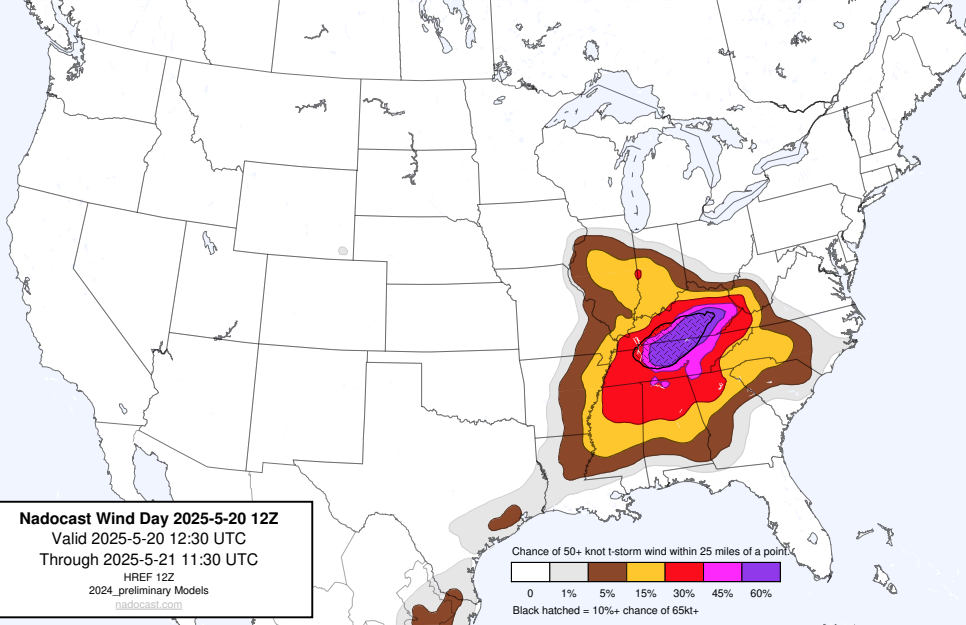 Nadocast Wind Day 2025-5-20 12Z
Valid 2025-5-20 12:30 UTC
Through 2025-5-21 11:30 UTC
HREF 12Z
2024_preliminary Models
nadocast.com
Chance of 50+ knot t-storm wind within 25 miles of a point.
0 1% 5% 15% 30% 45% 60%
Black hatched = 10%+ chance of 65kt+